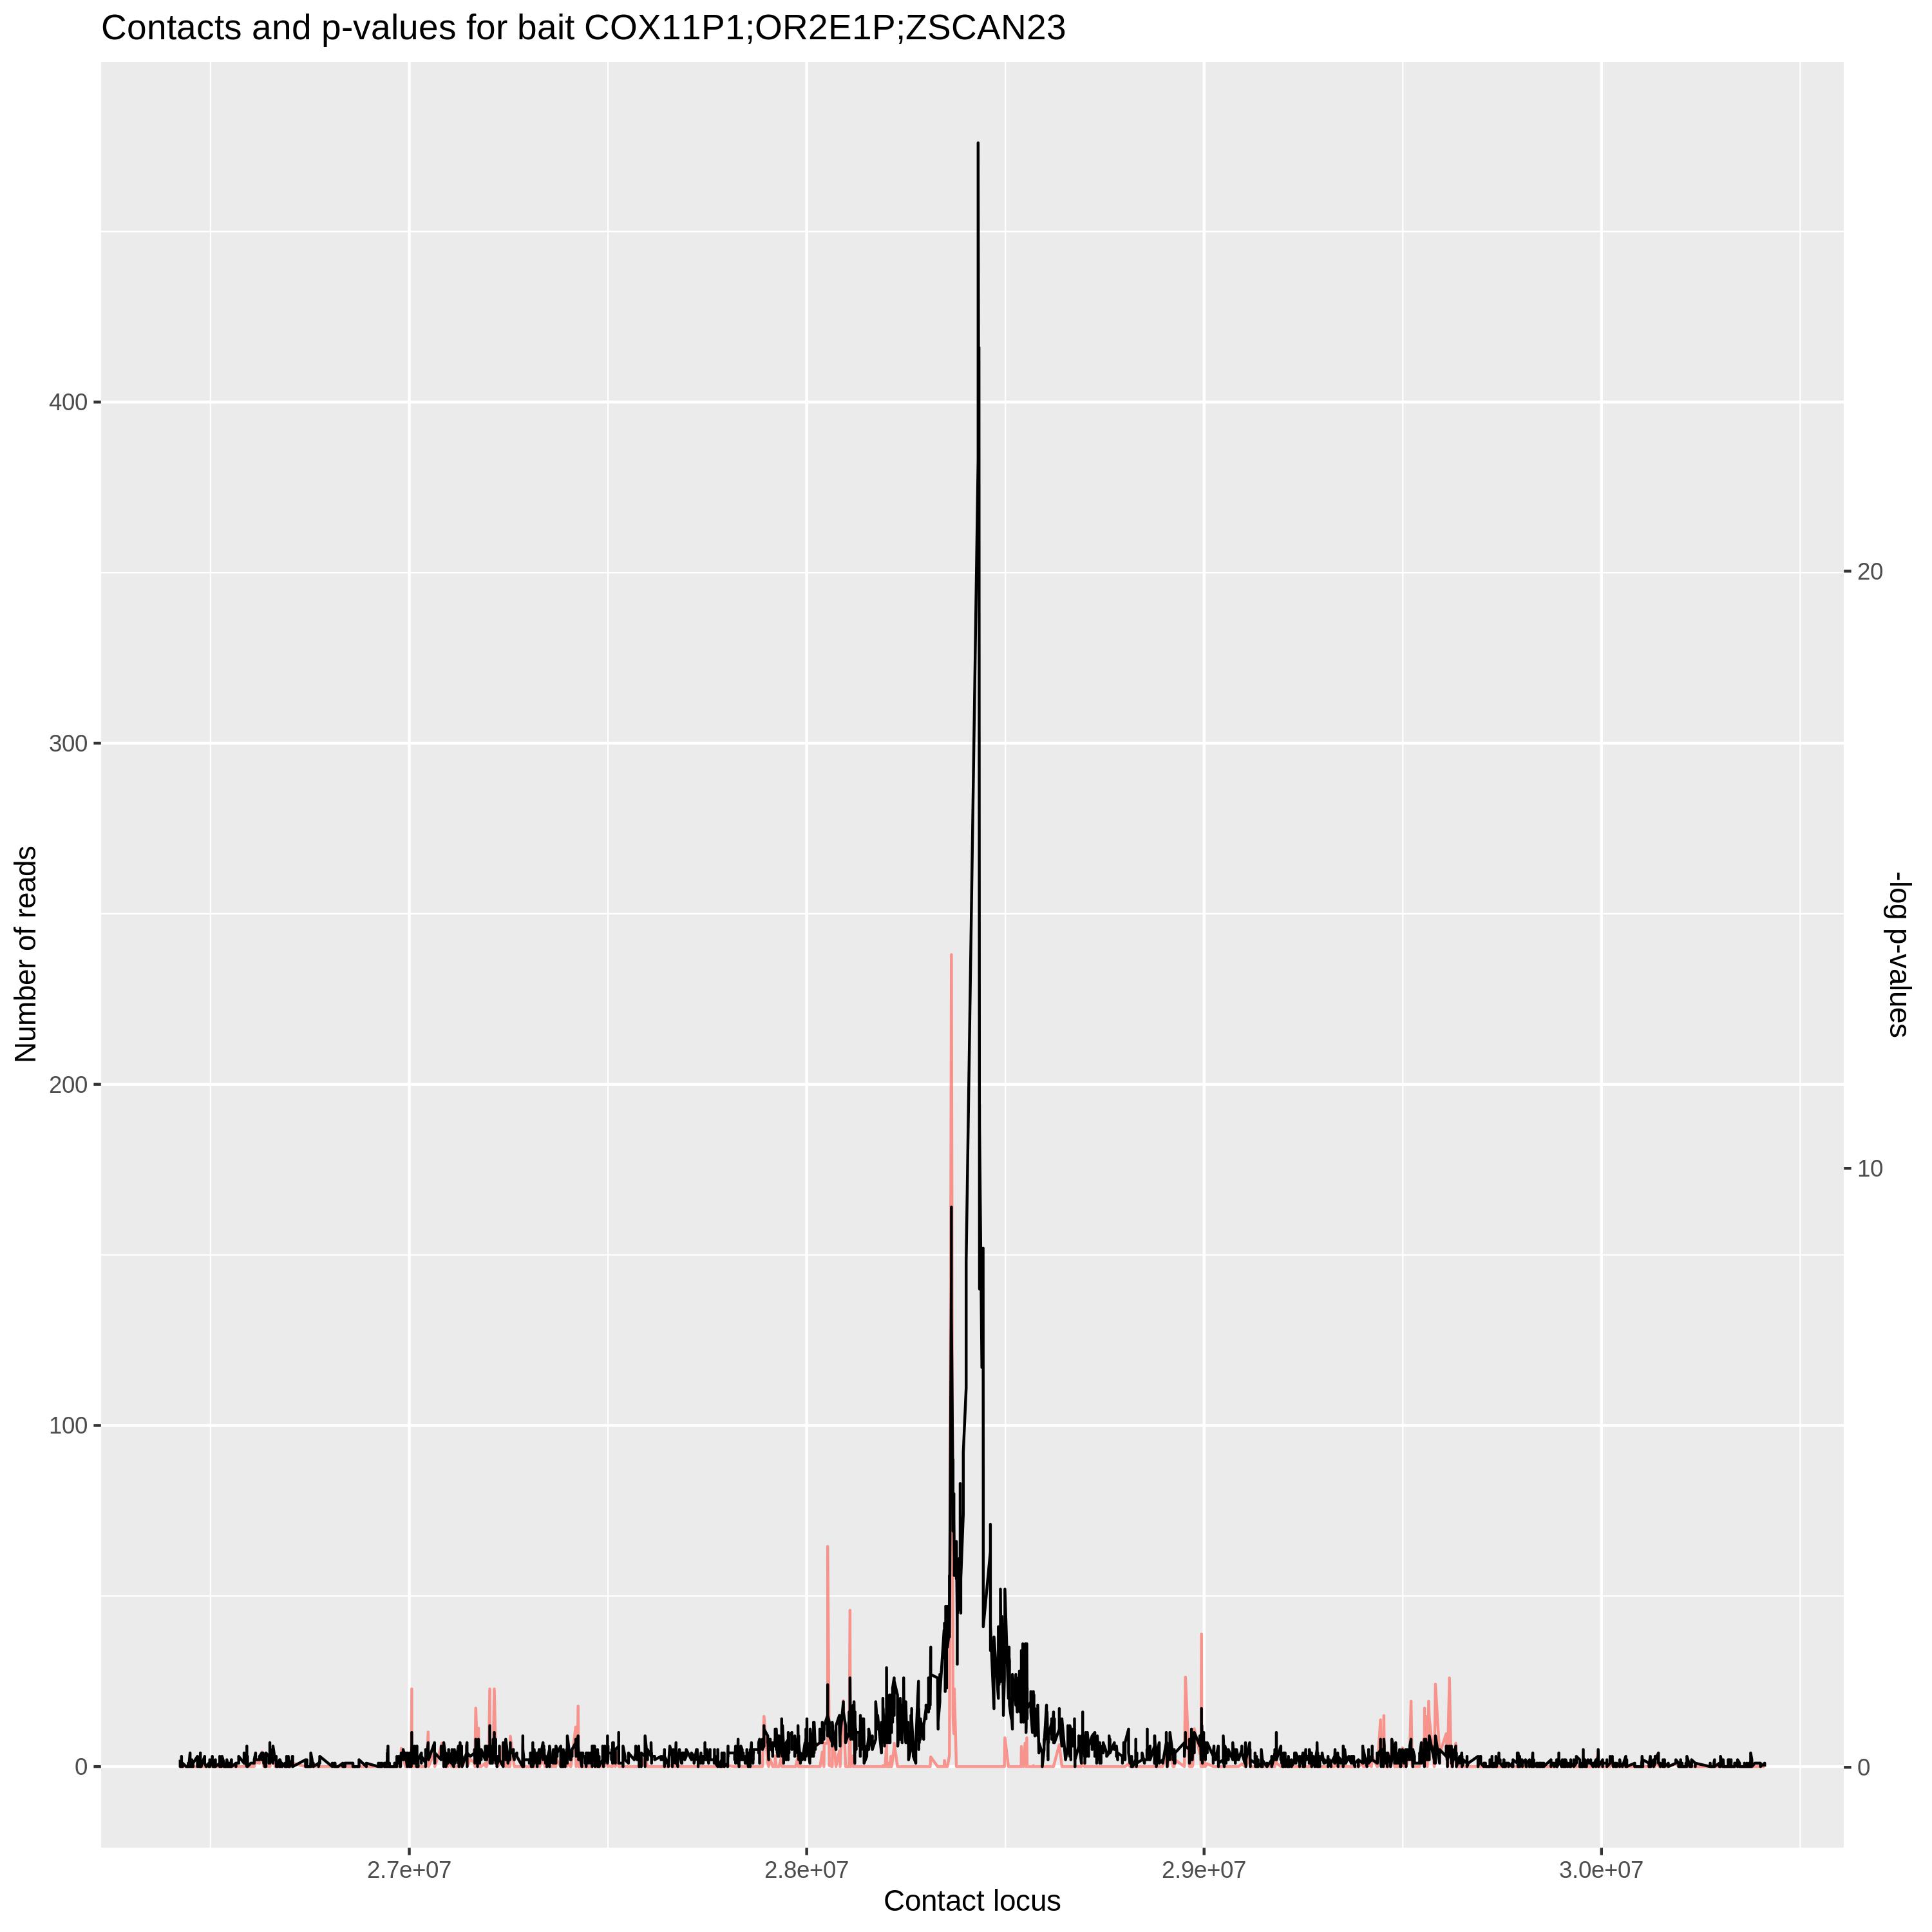 Contacts and p-values for bait COX11P1;OR2E1P;ZSCAN23
400
300
200
100
0
Number of reads
20
10
0
-log p-values
2.7e+07
2.8e+07
2.9e+07
3.0e+07
Contact locus